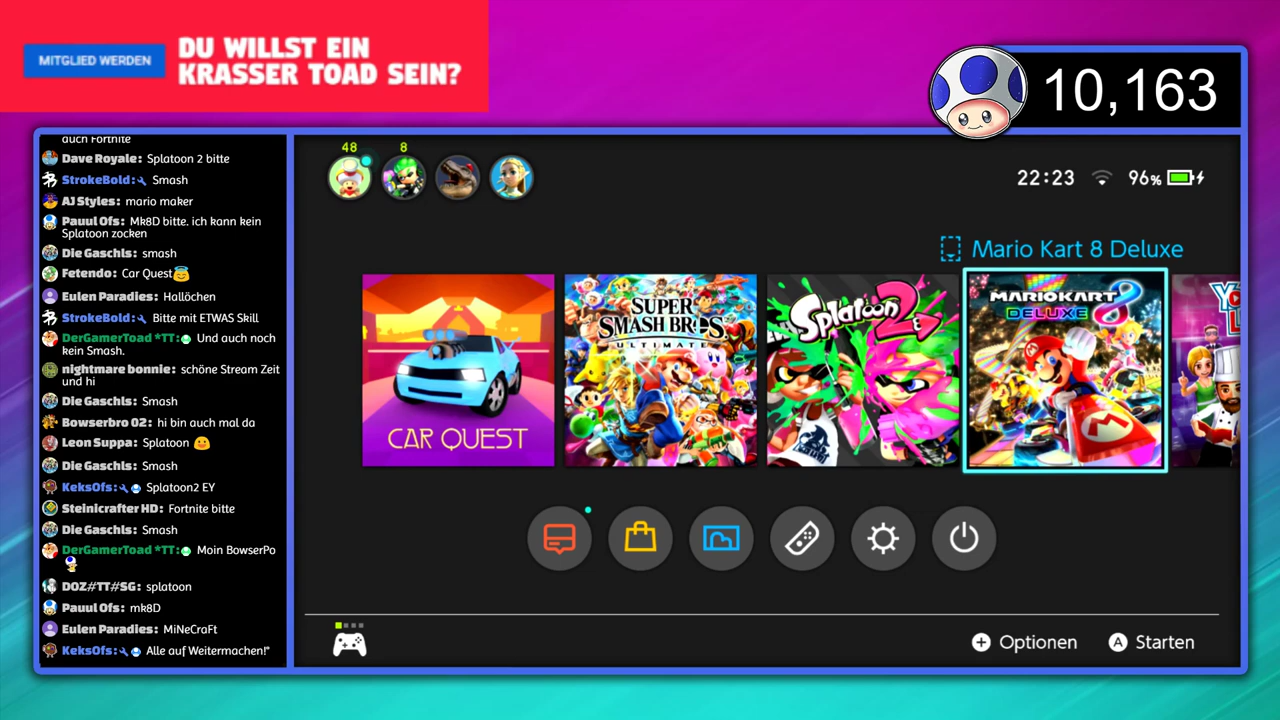 MITGLIED WERDEN
DU WILLST EIN
KRASSER TOAD SEIN?
10,163
auch Fortnite
Dave Royale: Splatoon 2 bitte
StrokeBold: Smash
AJ Styles: mario maker
Pauul Ofs: Mk8D bitte. ich kann kein
Splatoon zocken
Die Gaschls: smash
Fetendo: Car Quest😇
Eulen Paradies: Hallöchen
StrokeBold: Bitte mit ETWAS Skill
DerGamerToad *TT: Und auch noch
kein Smash.
nightmare bonnie: schöne Stream Zeit
und hi
Die Gaschls: Smash
Bowserbro 02: hi bin auch mal da
Leon Suppa: Splatoon 🙂
Die Gaschls: Smash
KeksOfs: Splatoon2 EY
Steinicrafter HD: Fortnite bitte
Die Gaschls: Smash
DerGamerToad *TT: Moin BowserPo
DOZ#TT#SG: splatoon
Pauul Ofs: mk8D
Eulen Paradies: MiNeCraFt
KeksOfs: Alle auf Weitermachen!"
48
8
22:23
96%
Mario Kart 8 Deluxe
CAR QUEST
SUPER
SMASH BROS.
ULTIMATE
Splatoon 2
MARIOKART 8
DELUXE
Optionen
A Starten